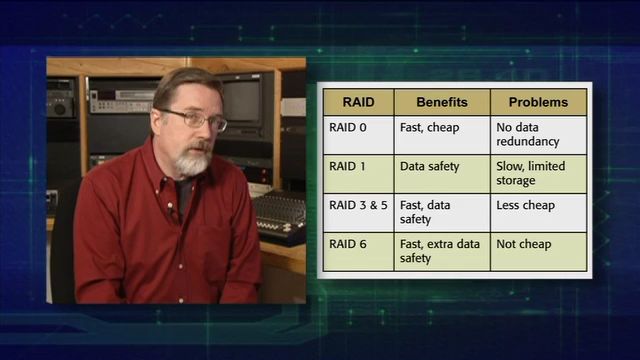 RAID Benefits Problems
RAID 0 Fast, cheap No data
redundancy
RAID 1 Data safety Slow, limited
storage
RAID 3 & 5 Fast, data Less cheap
safety
RAID 6 Fast, extra data Not cheap
safety